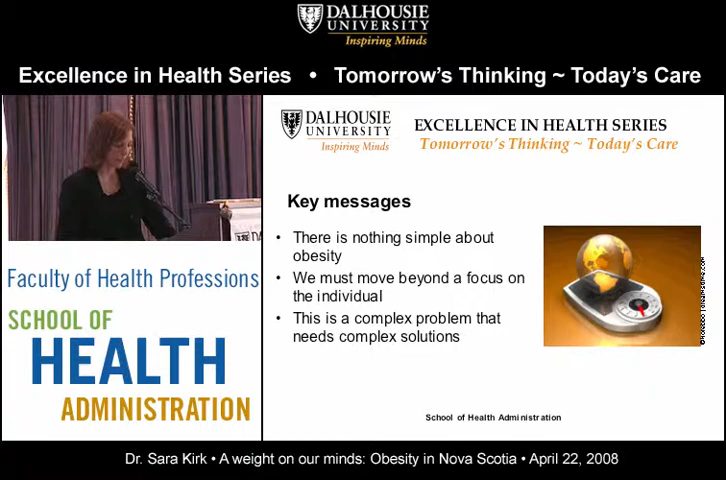 DALHOUSIE
UNIVERSITY
Inspiring Minds
Excellence in Health Series • Tomorrow's Thinking ~ Today's Care
DALHOUSIE
UNIVERSITY
Inspiring Minds
EXCELLENCE IN HEALTH SERIES
Tomorrow's Thinking ~ Today's Care
Key messages
• There is nothing simple about
obesity
• We must move beyond a focus on
the individual
• This is a complex problem that
needs complex solutions
School of Health Administration
Faculty of Health Professions
SCHOOL OF
HEALTH
ADMINISTRATION
Dr. Sara Kirk • A weight on our minds: Obesity in Nova Scotia • April 22, 2008